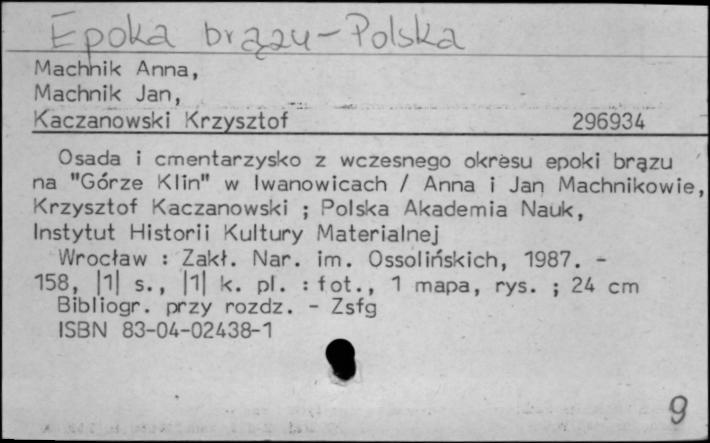 Epoka brązu - Polska
Machnik Anna,
Machnik Jan,
Kaczanowski Krzysztof 296934
Osada i cmentarzysko z wczesnego okresu epoki brązu
na "Górze Klin" w Iwanowicach / Anna i Jan Machnikowie,
Krzysztof Kaczanowski ; Polska Akademia Nauk,
Instytut Historii Kultury Materialnej
Wrocław : Zakł. Nar. im. Ossolińskich, 1987. -
158, |1| s., |1| k. pl. : fot., 1 mapa, rys. ; 24 cm
Bibliogr. przy rozdz. - Zsfg
ISBN 83-04-02438-1
9